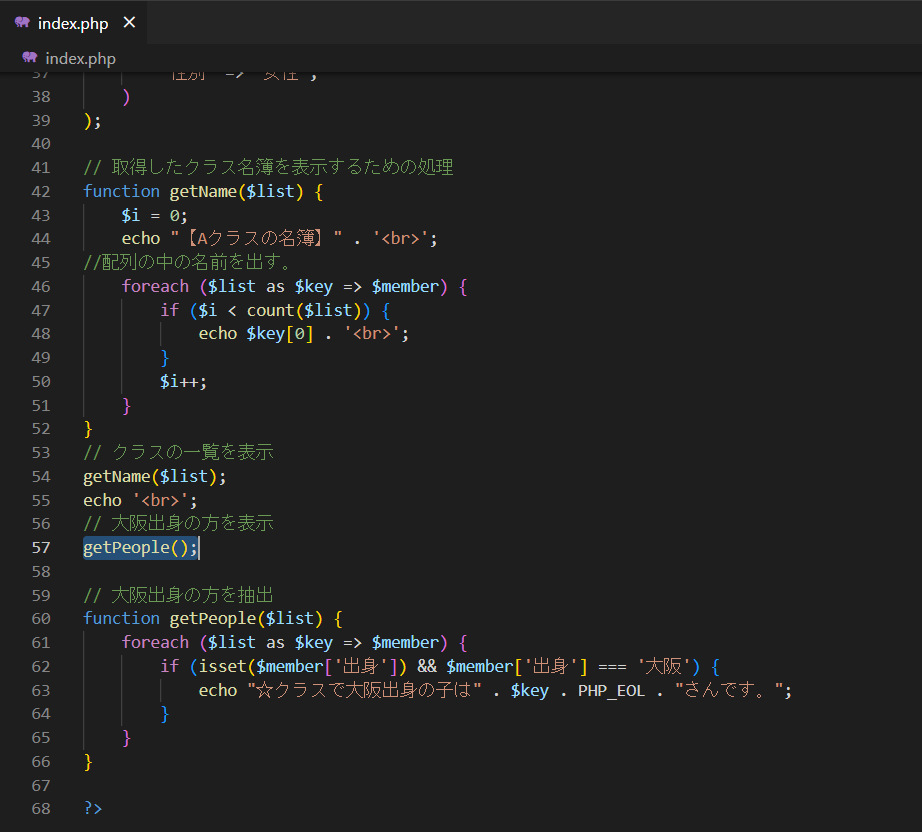 index.php
index.php
37 '性別' => '女性',
38 )
39 );
40
41 // 取得したクラス名簿を表示するための処理
42 function getName($list) {
43 $i = 0;
44 echo "【Aクラスの名簿】" . '<br>';
45 //配列の中の名前を出す。
46 foreach ($list as $key => $member) {
47 if ($i < count($list)) {
48 echo $key[0] . '<br>';
49 }
50 $i++;
51 }
52 }
53 // クラスの一覧を表示
54 getName($list);
55 echo '<br>';
56 // 大阪出身の方を表示
57 getPeople();
58
59 // 大阪出身の方を抽出
60 function getPeople($list) {
61 foreach ($list as $key => $member) {
62 if (isset($member['出身']) && $member['出身'] === '大阪') {
63 echo "☆クラスで大阪出身の子は" . $key . PHP_EOL . "さんです。";
64 }
65 }
66 }
67
68 ?>